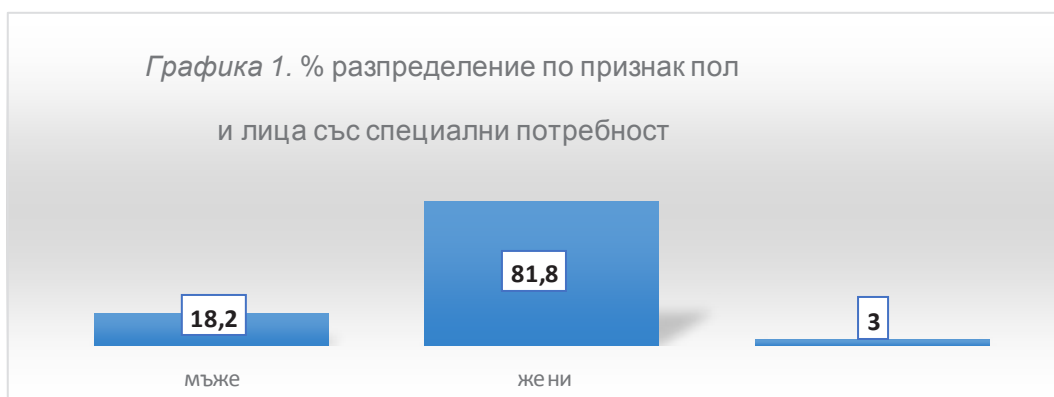 Графика 1. % разпределение по признак пол
и лица със специални потребност
81,8
18,2
3
мъже
жени